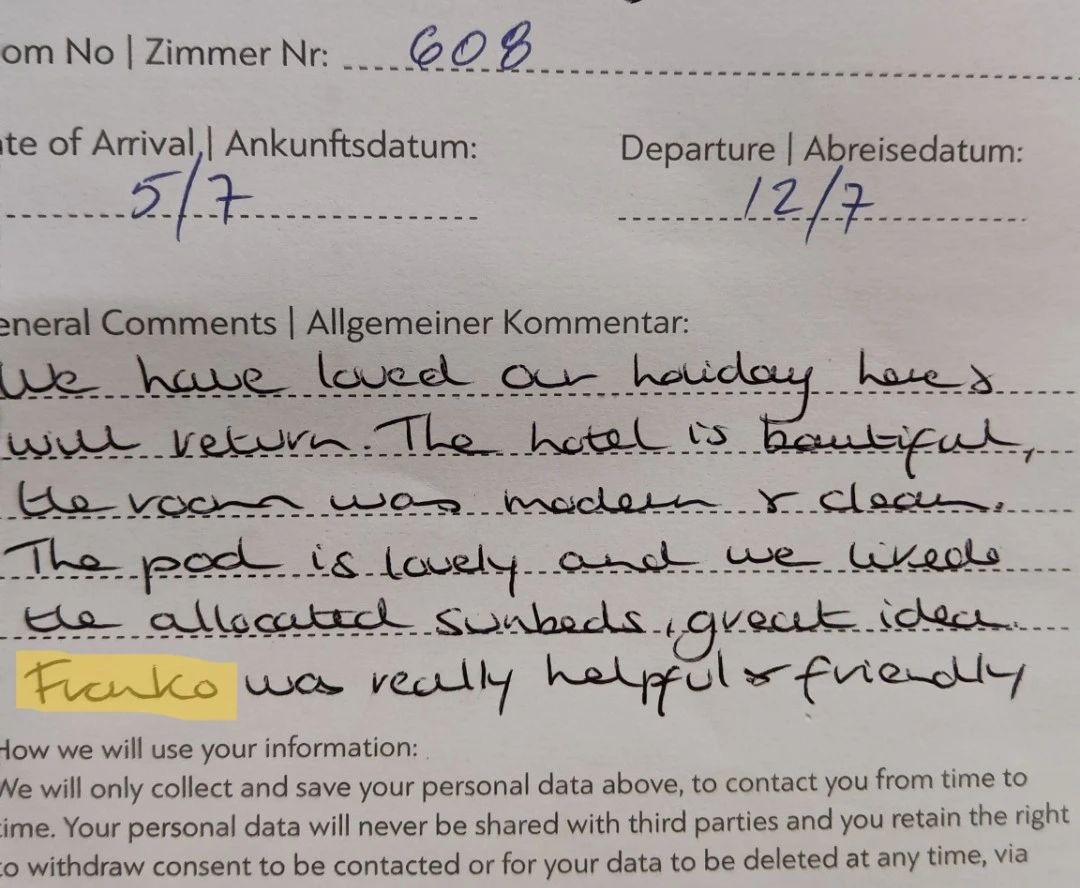 om No | Zimmer Nr: 608
te of Arrival | Ankunftsdatum: Departure | Abreisedatum:
5/7 12/7
eneral Comments | Allgemeiner Kommentar:
We have loved our holiday here &
will return. The hotel is beautiful,
the room was modern & clean.
The pool is lovely and we liked
the allocated sunbeds, great idea.
Franko was really helpful & friendly
How we will use your information:
We will only collect and save your personal data above, to contact you from time to
time. Your personal data will never be shared with third parties and you retain the right
to withdraw consent to be contacted or for your data to be deleted at any time, via